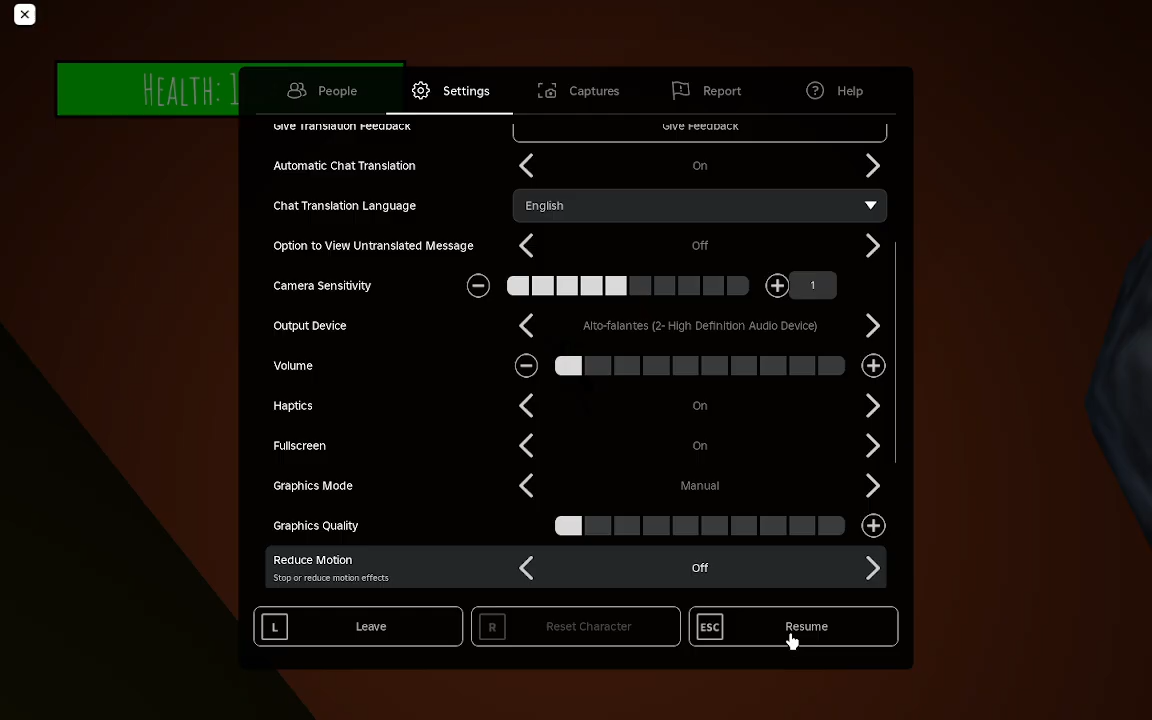 Health: 1
People
Settings
Captures
Report
Help
Give Translation Feedback
Give Feedback
Automatic Chat Translation
On
Chat Translation Language
English
Option to View Untranslated Message
Off
Camera Sensitivity
1
Output Device
Alto-falantes (2- High Definition Audio Device)
Volume
Haptics
On
Fullscreen
On
Graphics Mode
Manual
Graphics Quality
Reduce Motion
Off
Stop or reduce motion effects
L
Leave
R
Reset Character
ESC
Resume